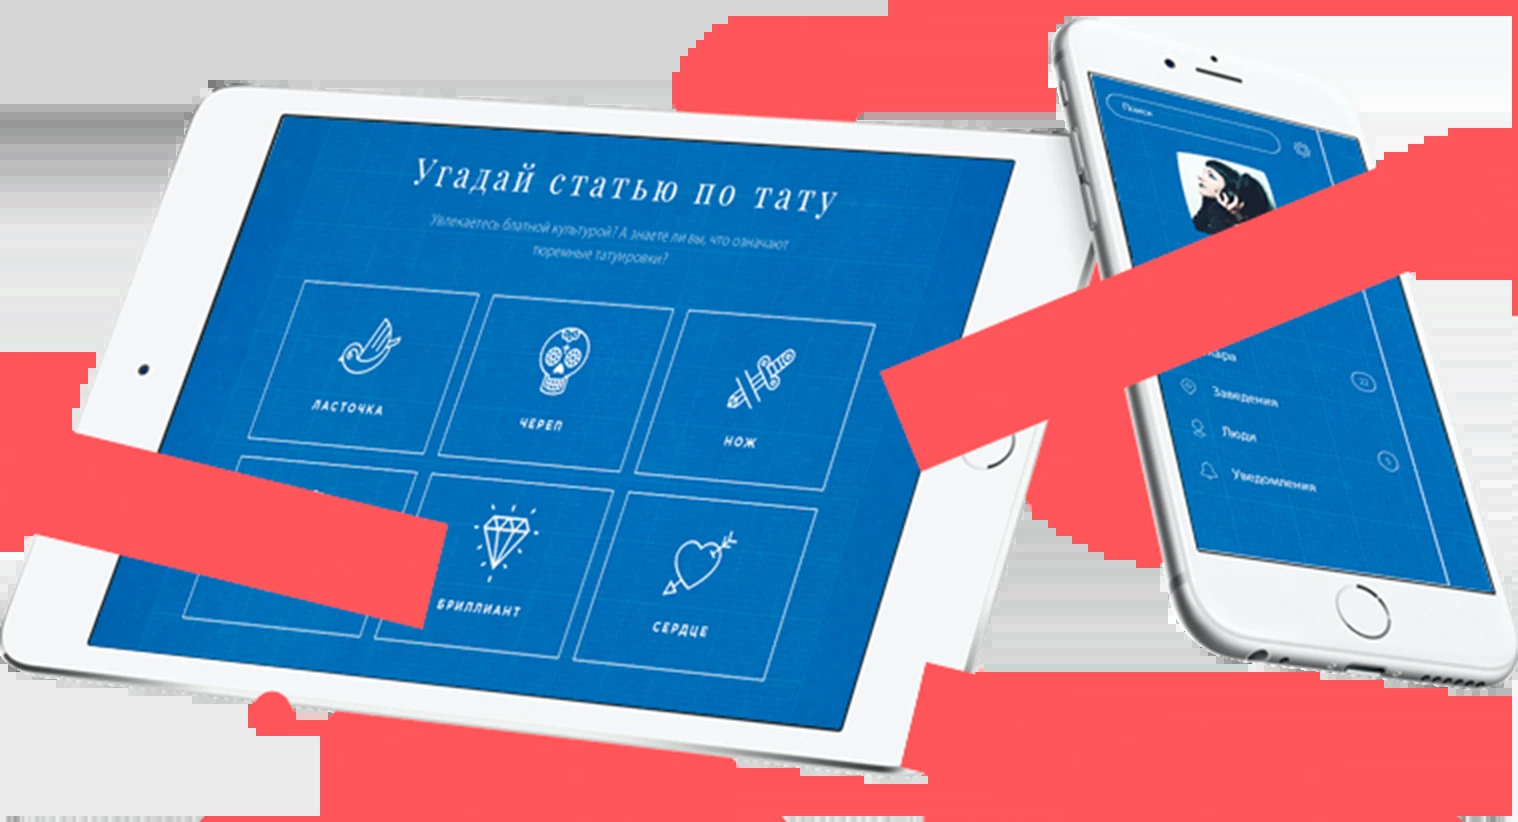 Угадай статью по тату
Увлекаетесь блатной культурой? А знаете ли вы, что означают
тюремные татуировки?
ЛАСТОЧКА
ЧЕРЕП
НОЖ
БРИЛЛИАНТ
СЕРДЦЕ
Поиск
22
Заведения
Люди
Уведомления